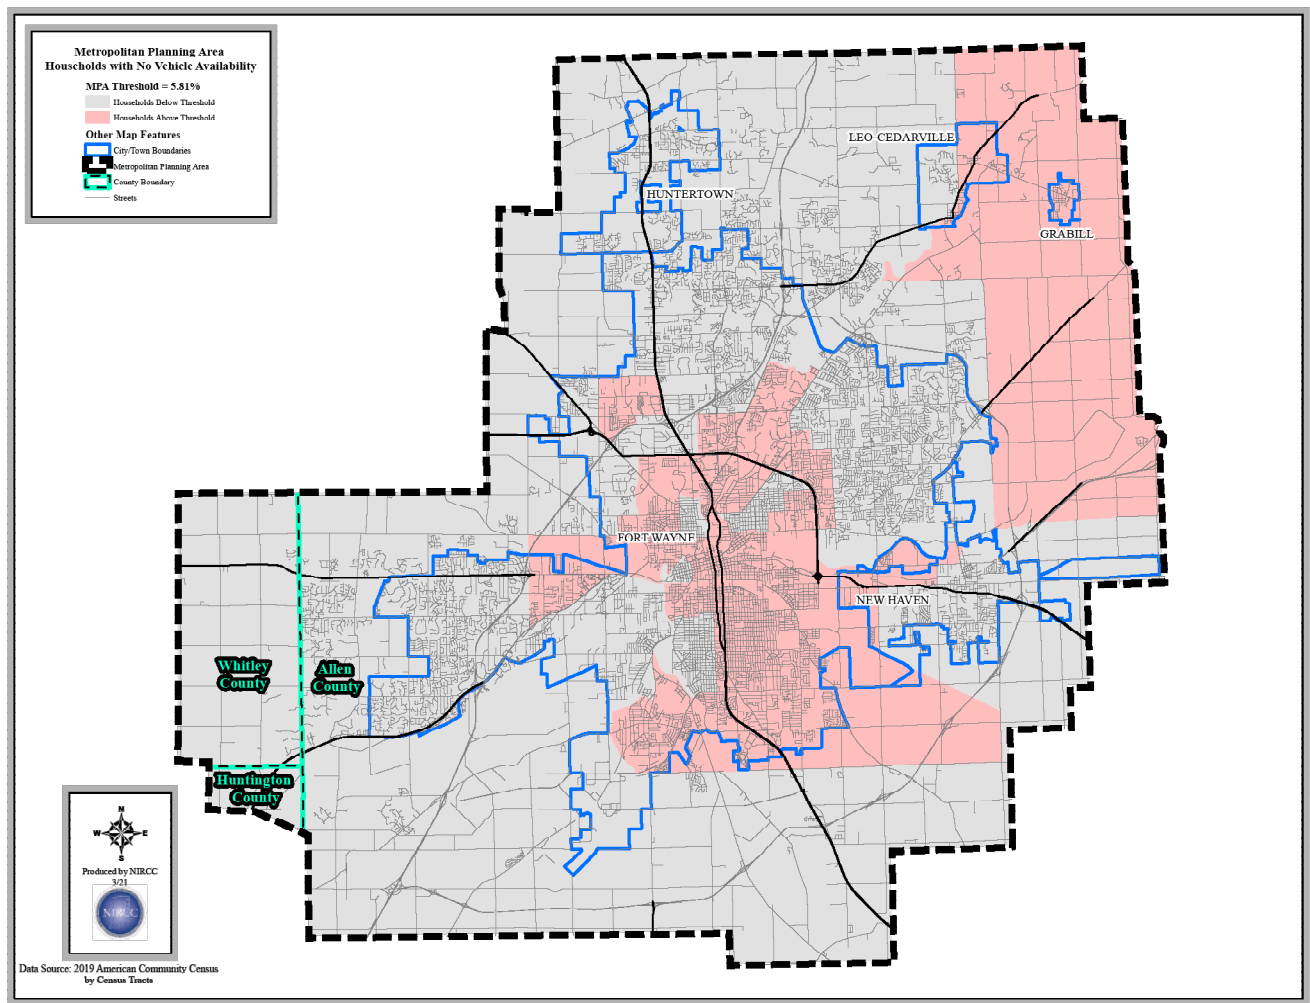 Metropolitan Planning Area
Households with No Vehicle Availability
MPA Threshold = 5.81%
Households Below Threshold
Households Above Threshold
Other Map Features
City/Town Boundaries
Metropolitan Planning Area
County Boundary
Streets
LEO-CEDARVILLE
HUNTERTOWN
GRABILL
FORT WAYNE
NEW HAVEN
Whitley
County
Allen
County
Huntington
County
N
W E
S
Produced by NIRCC
3/21
NIRCC
Data Source: 2019 American Community Census
by Census Tracts